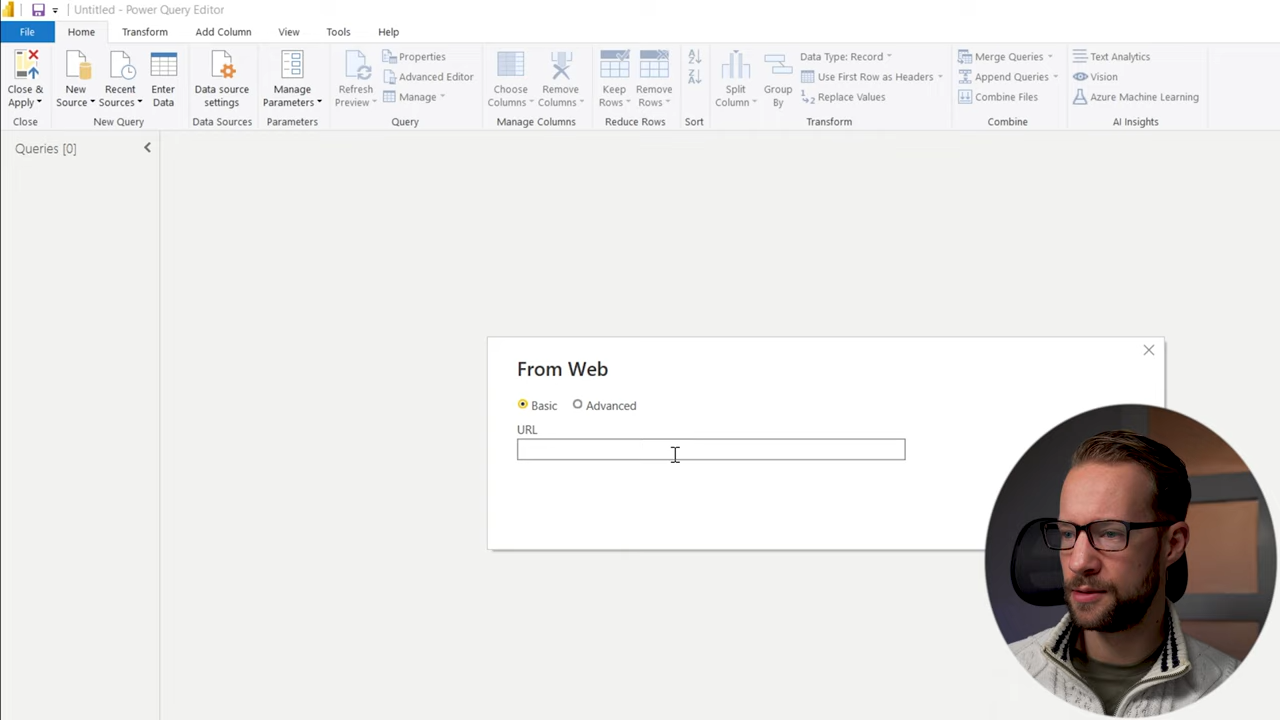 Untitled - Power Query Editor
File Home Transform Add Column View Tools Help
Close & Apply
New Source
Recent Sources
Enter Data
Data source settings
Manage Parameters
Refresh Preview
Properties
Advanced Editor
Manage
Choose Columns
Remove Columns
Keep Rows
Remove Rows
Split Column
Group By
Data Type: Record
Use First Row as Headers
Replace Values
Merge Queries
Append Queries
Combine Files
Text Analytics
Vision
Azure Machine Learning
Close New Query Data Sources Parameters Query Manage Columns Reduce Rows Sort Transform Combine AI Insights
Queries [0]
From Web
Basic Advanced
URL